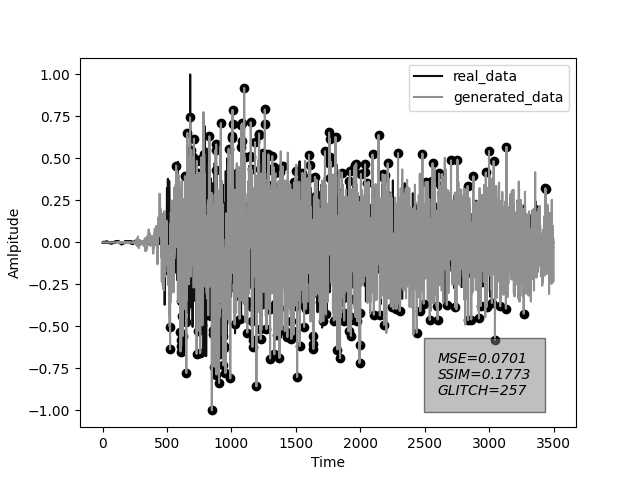 real_data
generated_data
1.00
0.75
0.50
0.25
0.00
−0.25
−0.50
−0.75
−1.00
Amlpitude
MSE=0.0701
SSIM=0.1773
GLITCH=257
0 500 1000 1500 2000 2500 3000 3500
Time